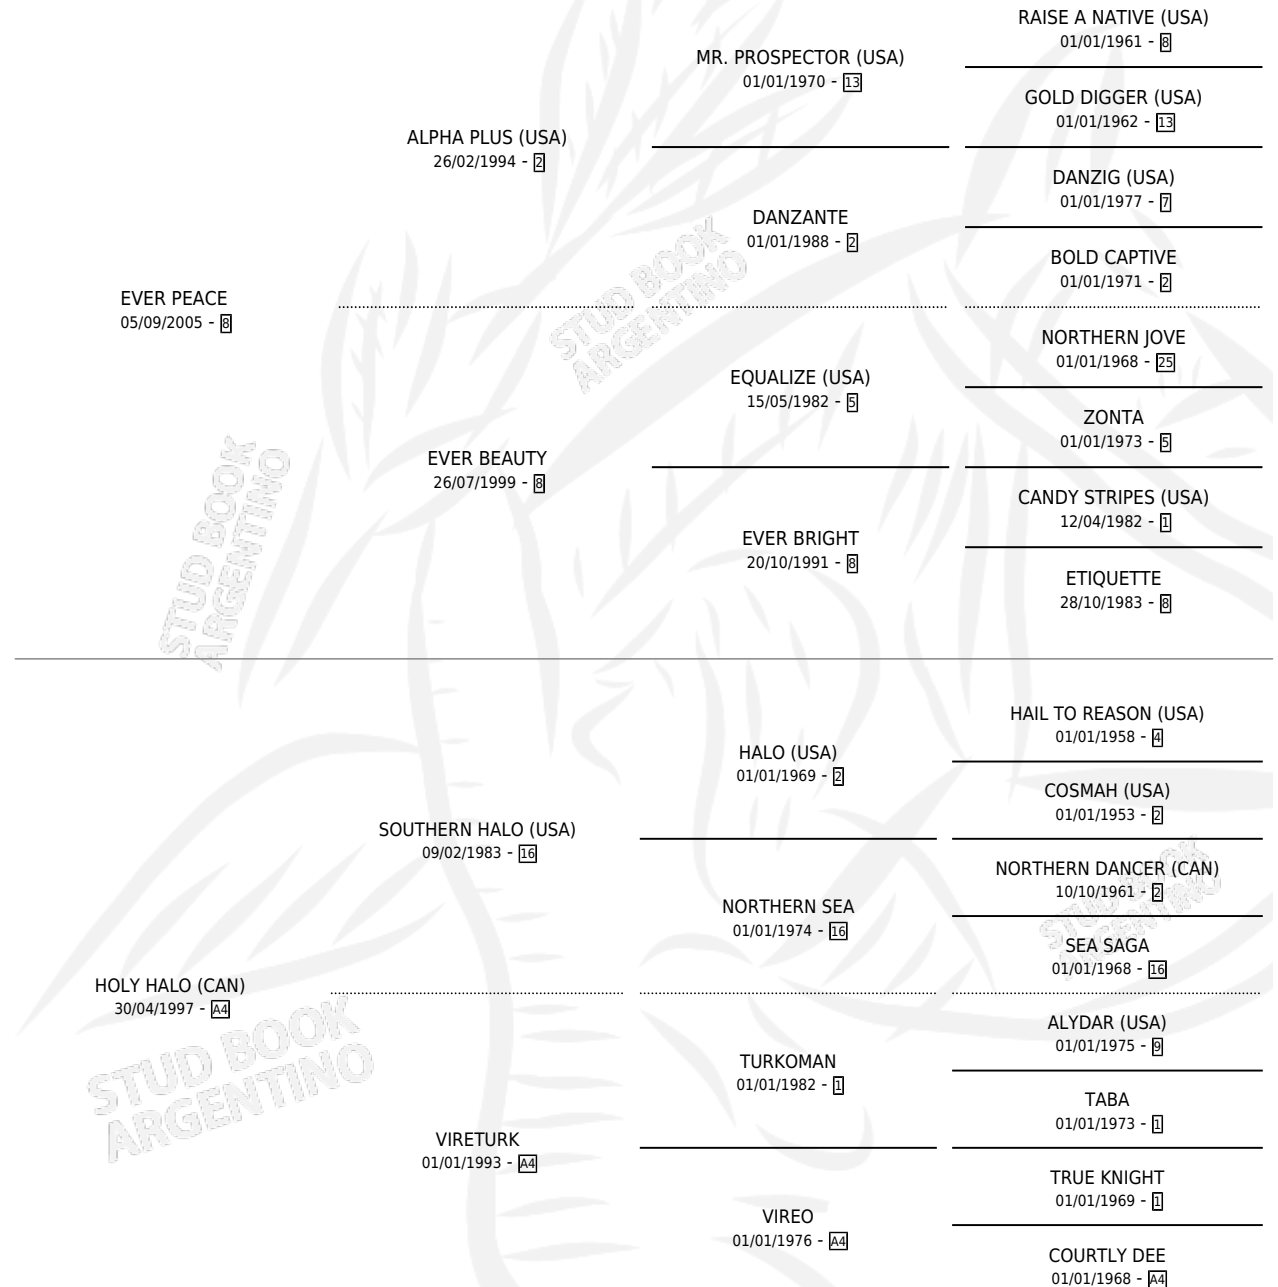 RAISE A NATIVE (USA)
01/01/1961 - 8
MR. PROSPECTOR (USA)
01/01/1970 - 13
GOLD DIGGER (USA)
01/01/1962 - 13
ALPHA PLUS (USA)
26/02/1994 - 2
DANZIG (USA)
01/01/1977 - 7
DANZANTE
01/01/1988 - 2
BOLD CAPTIVE
01/01/1971 - 2
EVER PEACE
05/09/2005 - 8
NORTHERN JOVE
01/01/1968 - 25
EQUALIZE (USA)
15/05/1982 - 5
ZONTA
01/01/1973 - 5
EVER BEAUTY
26/07/1999 - 8
CANDY STRIPES (USA)
12/04/1982 - 1
EVER BRIGHT
20/10/1991 - 8
ETIQUETTE
28/10/1983 - 8
STUD BOOK
ARGENTINO
STUD BOOK
ARGENTINO
HAIL TO REASON (USA)
01/01/1958 - 4
HALO (USA)
01/01/1969 - 2
COSMAH (USA)
01/01/1953 - 2
SOUTHERN HALO (USA)
09/02/1983 - 16
NORTHERN DANCER (CAN)
10/10/1961 - 2
NORTHERN SEA
01/01/1974 - 16
SEA SAGA
01/01/1968 - 16
HOLY HALO (CAN)
30/04/1997 - A4
ALYDAR (USA)
01/01/1975 - 9
TURKOMAN
01/01/1982 - 1
TABA
01/01/1973 - 1
VIRETURK
01/01/1993 - A4
TRUE KNIGHT
01/01/1969 - 1
VIREO
01/01/1976 - A4
COURTLY DEE
01/01/1968 - A4
STUD BOOK
ARGENTINO
STUD BOOK
ARGENTINO